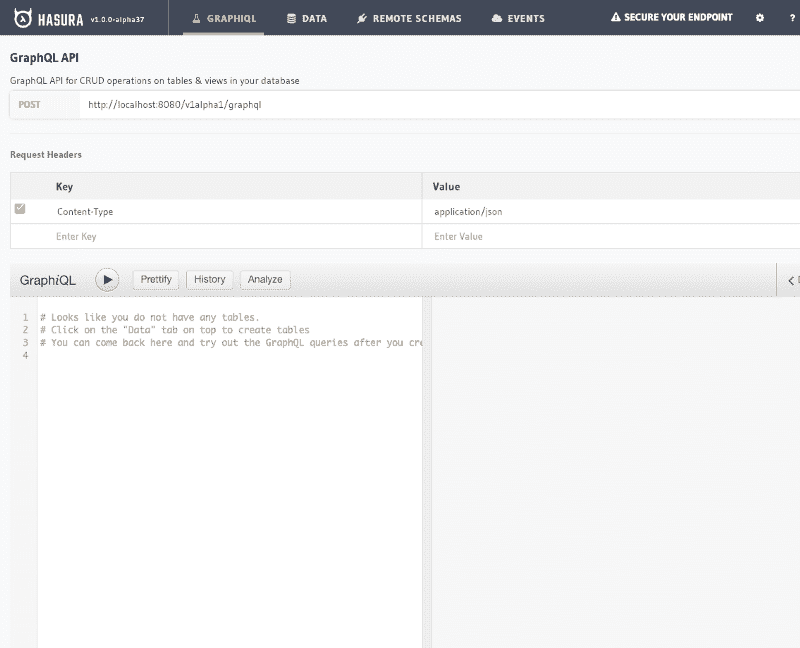 HASURA v1.0.0-alpha37 GRAPHIQL DATA REMOTE SCHEMAS EVENTS SECURE YOUR ENDPOINT ?
GraphQL API
GraphQL API for CRUD operations on tables & views in your database
POST http://localhost:8080/v1alpha1/graphql
Request Headers
Key Value
Content-Type application/json
Enter Key Enter Value
GraphiQL Prettify History Analyze
1 # Looks like you do not have any tables.
2 # Click on the "Data" tab on top to create tables
3 # You can come back here and try out the GraphQL queries after you cre
4